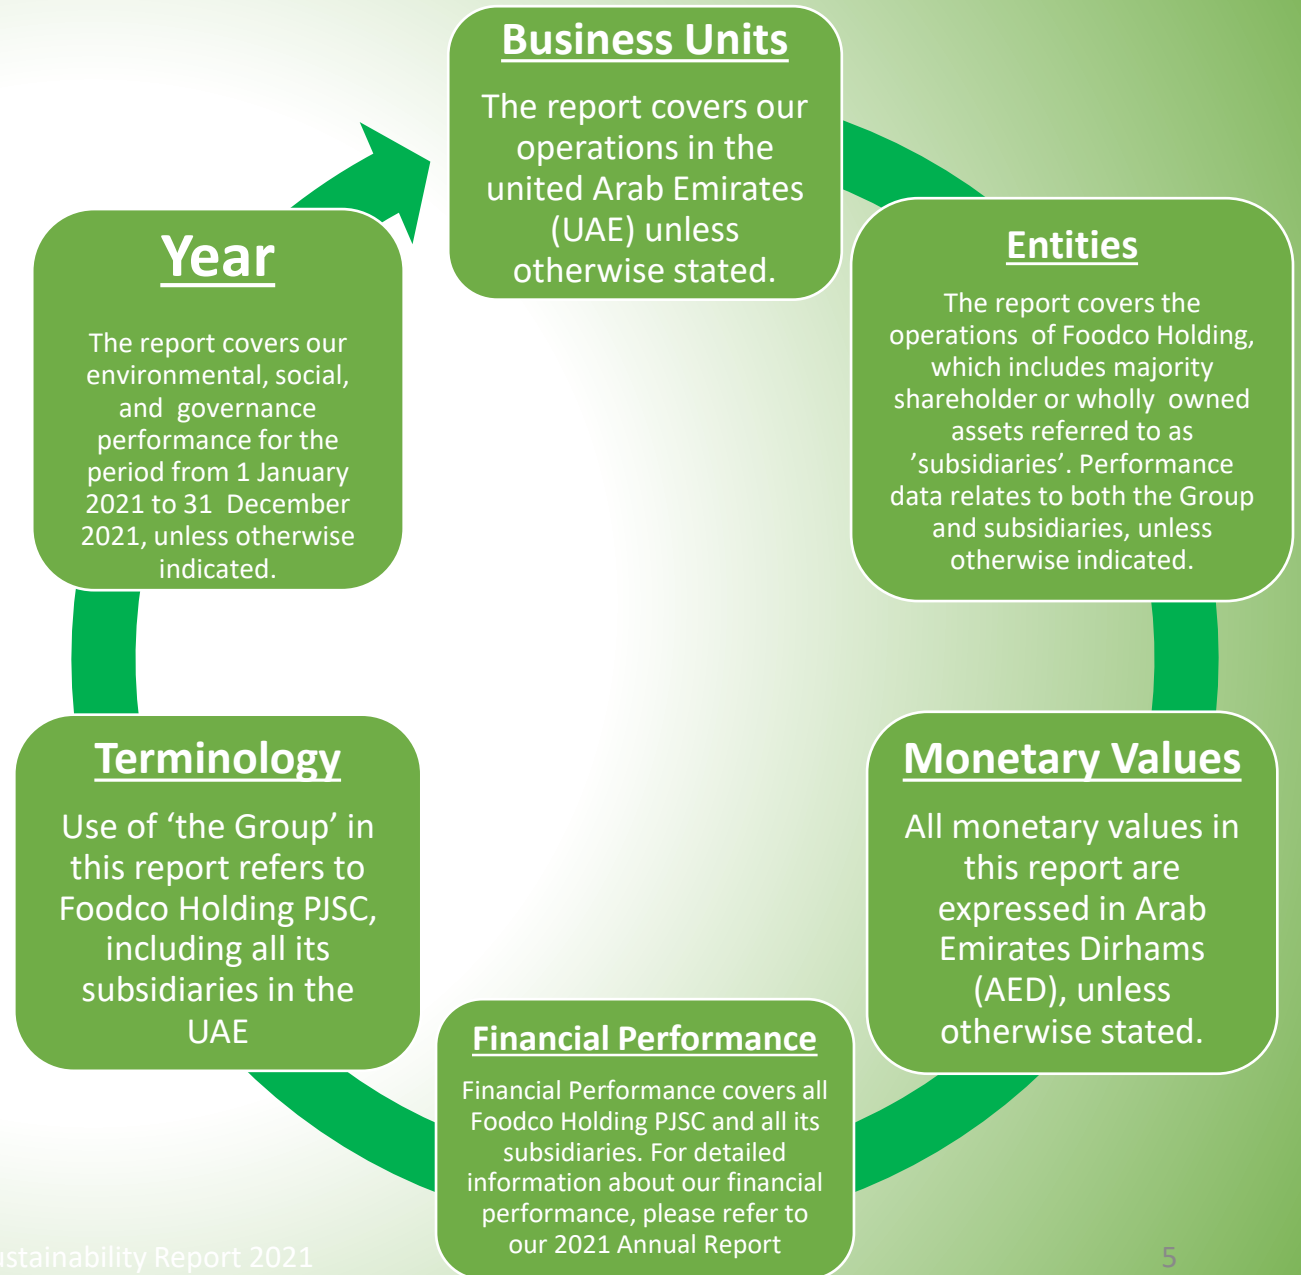 Business Units
The report covers our
operations in the
united Arab Emirates
(UAE) unless
otherwise stated.
Entities
The report covers the
operations of Foodco Holding,
which includes majority
shareholder or wholly owned
assets referred to as
’subsidiaries’. Performance
data relates to both the Group
and subsidiaries, unless
otherwise indicated.
Monetary Values
All monetary values in
this report are
expressed in Arab
Emirates Dirhams
(AED), unless
otherwise stated.
Financial Performance
Financial Performance covers all
Foodco Holding PJSC and all its
subsidiaries. For detailed
information about our financial
performance, please refer to
our 2021 Annual Report
Terminology
Use of ‘the Group’ in
this report refers to
Foodco Holding PJSC,
including all its
subsidiaries in the
UAE
Year
The report covers our
environmental, social,
and governance
performance for the
period from 1 January
2021 to 31 December
2021, unless otherwise
indicated.
ustainability Report 2021
5